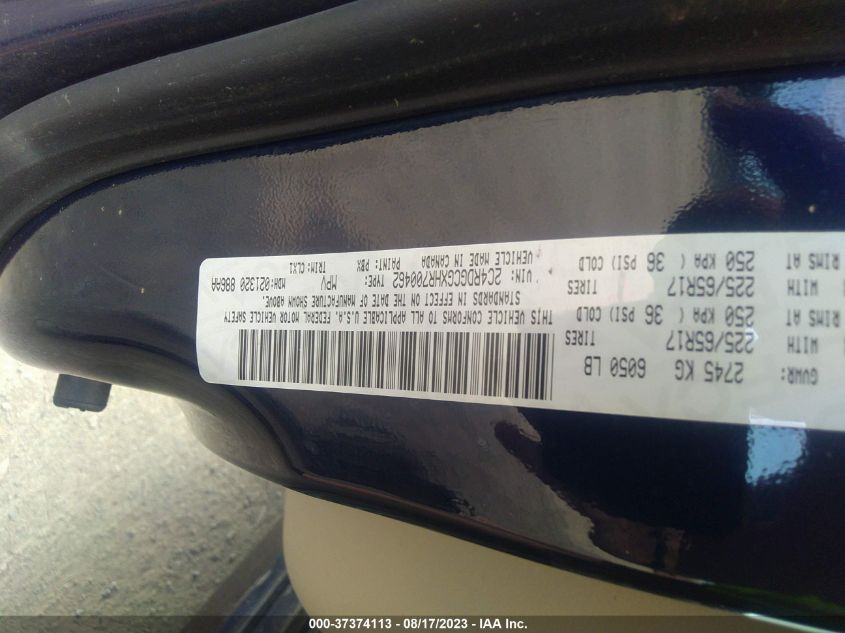 GVWR: 2745 KG 6050 LB
WITH 225/65R17 TIRES
RIMS AT 250 KPA ( 36 PSI) COLD
WITH 225/65R17 TIRES
RIMS AT 250 KPA ( 36 PSI) COLD
THIS VEHICLE CONFORMS TO ALL APPLICABLE U.S.A. FEDERAL MOTOR VEHICLE SAFETY
STANDARDS IN EFFECT ON THE DATE OF MANUFACTURE SHOWN ABOVE.
VIN: 2C4RDGCGXHR700462 TYPE: MPV MDH:021320 886AA
VEHICLE MADE IN CANADA PAINT: PBX TRIM:CLX1
000-37374113 - 08/17/2023 - IAA Inc.